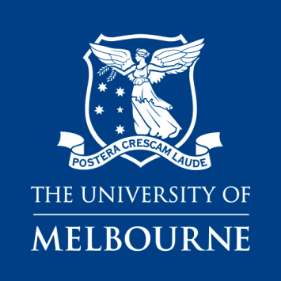 POSTERA CRESCAM LAUDE
THE UNIVERSITY OF
MELBOURNE